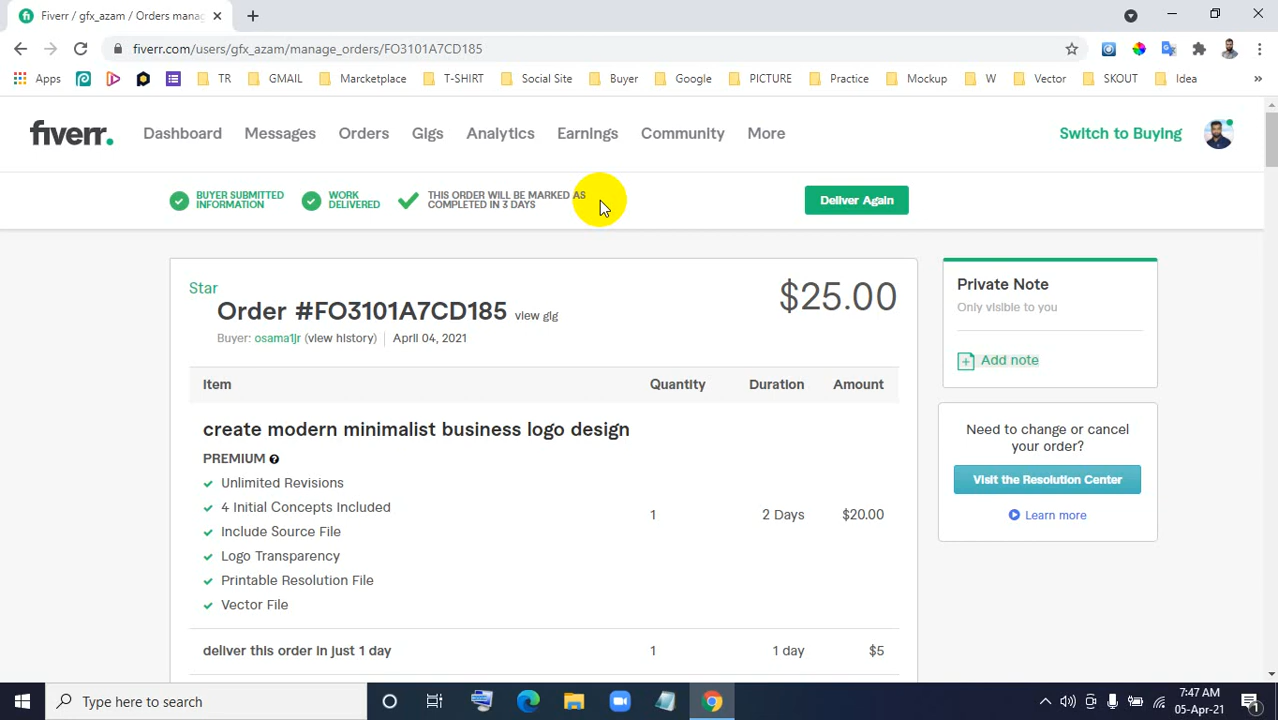 Fiverr / gfx_azam / Orders mana
fiverr.com/users/gfx_azam/manage_orders/FO3101A7CD185
Apps TR GMAIL Marcketplace T-SHIRT Social Site Buyer Google PICTURE Practice Mockup W Vector SKOUT Idea »
fiverr. Dashboard Messages Orders Gigs Analytics Earnings Community More Switch to Buying
BUYER SUBMITTED INFORMATION
WORK DELIVERED
THIS ORDER WILL BE MARKED AS COMPLETED IN 3 DAYS
Deliver Again
Star
Order #FO3101A7CD185 view gig
$25.00
Buyer: osama1jr (view history) April 04, 2021
Item Quantity Duration Amount
create modern minimalist business logo design
PREMIUM
Unlimited Revisions
4 Initial Concepts Included
Include Source File
Logo Transparency
Printable Resolution File
Vector File
1 2 Days $20.00
deliver this order in just 1 day 1 1 day $5
Private Note
Only visible to you
Add note
Need to change or cancel
your order?
Visit the Resolution Center
Learn more
Type here to search
7:47 AM
05-Apr-21
1